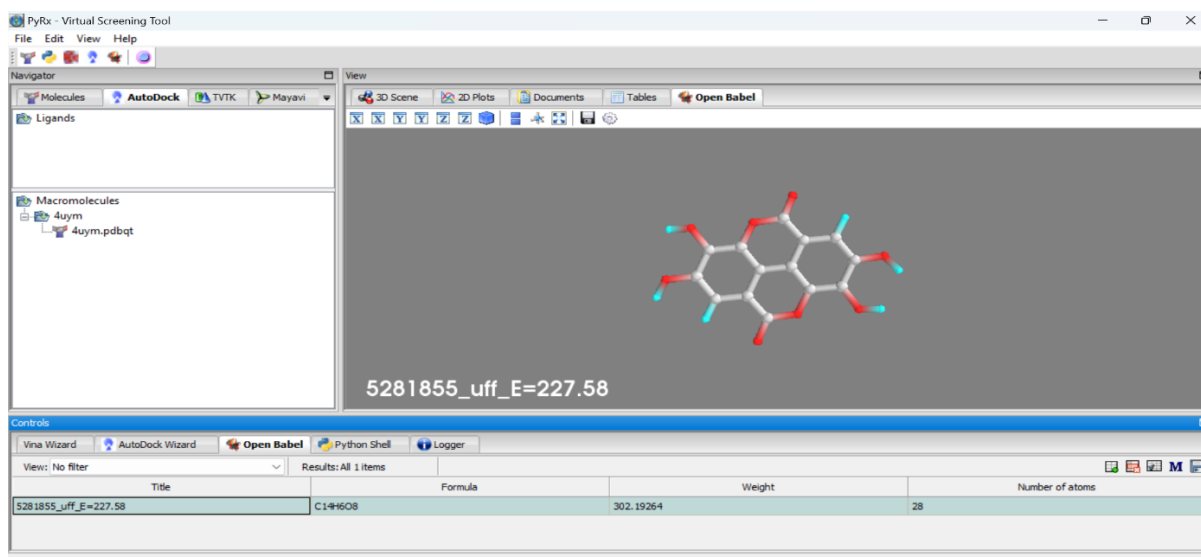 PyRx - Virtual Screening Tool
File Edit View Help
Navigator
View
Molecules AutoDock TVTK Mayavi
3D Scene 2D Plots Documents Tables Open Babel
Ligands
X X Y Y Z Z
Macromolecules
4uym
4uym.pdbqt
5281855_uff_E=227.58
Controls
Vina Wizard AutoDock Wizard Open Babel Python Shell Logger
View: No filter Results: All 1 items M
Title Formula Weight Number of atoms
5281855_uff_E=227.58 C14H6O8 302.19264 28